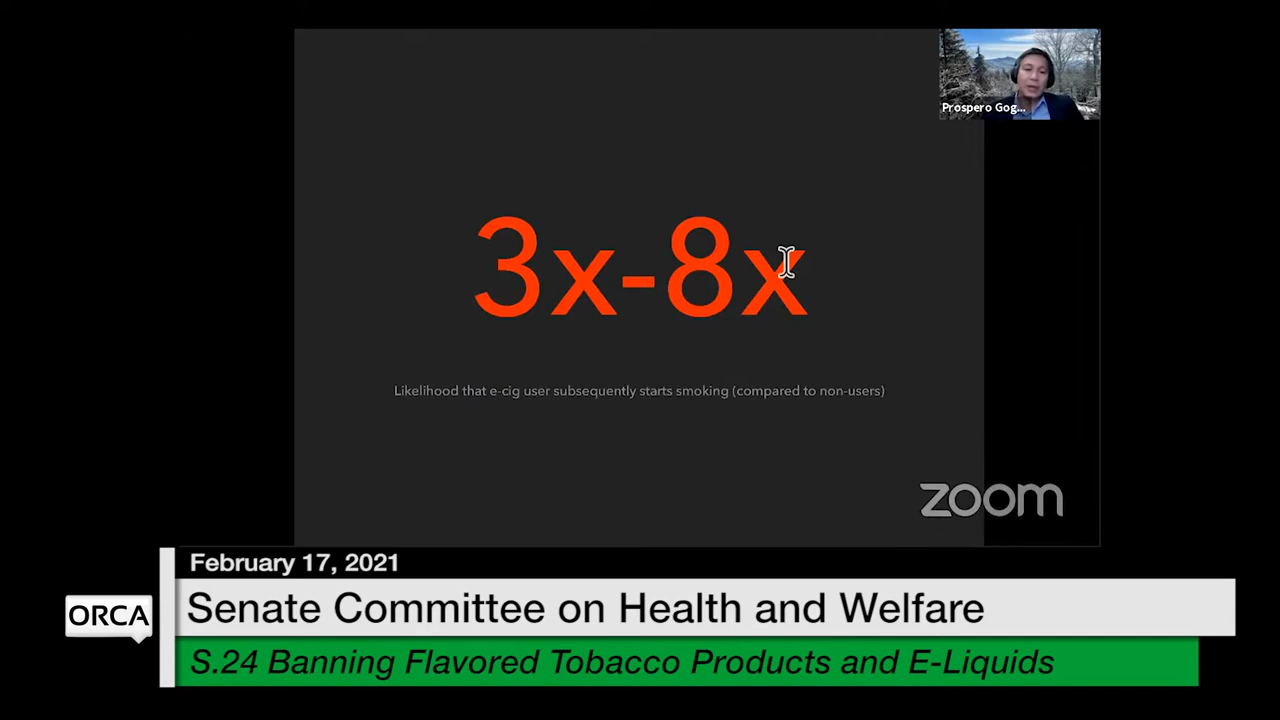 Prospero Gog...
3x-8x
Likelihood that e-cig user subsequently starts smoking (compared to non-users)
zoom
February 17, 2021
ORCA
Senate Committee on Health and Welfare
S.24 Banning Flavored Tobacco Products and E-Liquids